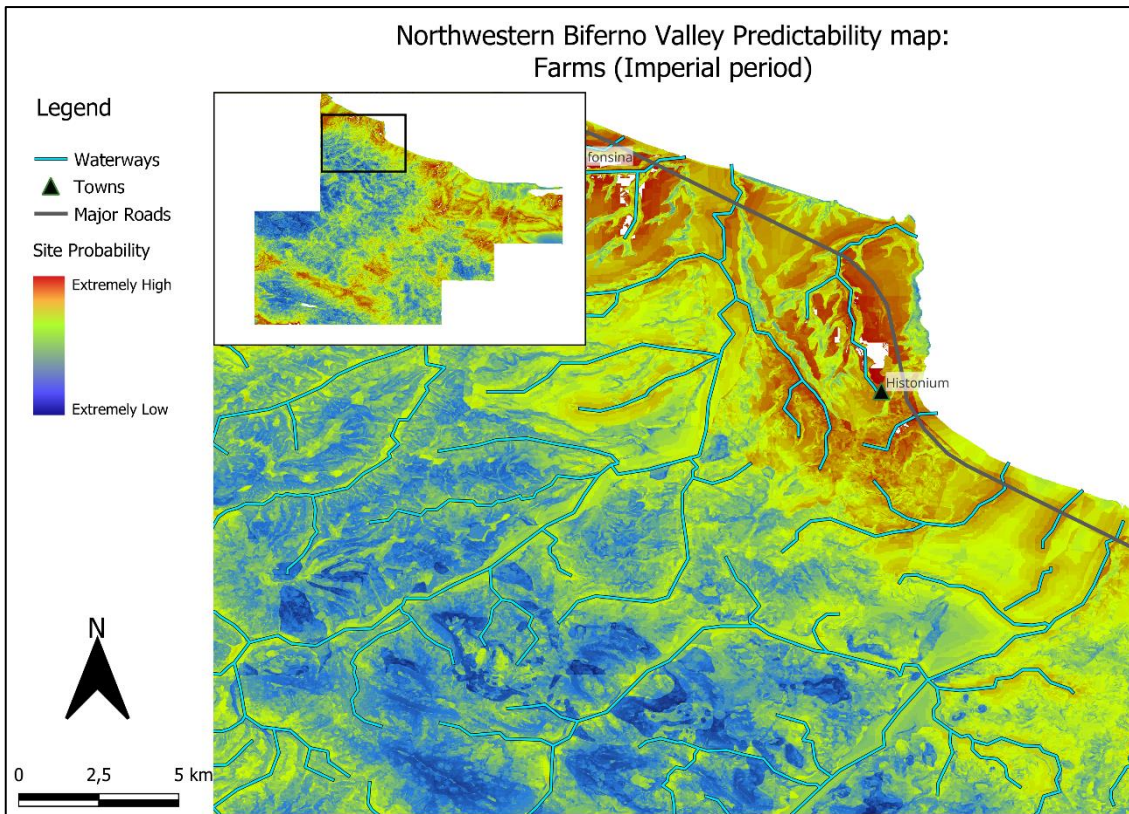 Northwestern Biferno Valley Predictability map:
Farms (Imperial period)
Legend
Waterways
Towns
Major Roads
Site Probability
Extremely High
Extremely Low
fonsina
Histonium
N
0 2,5 5 km